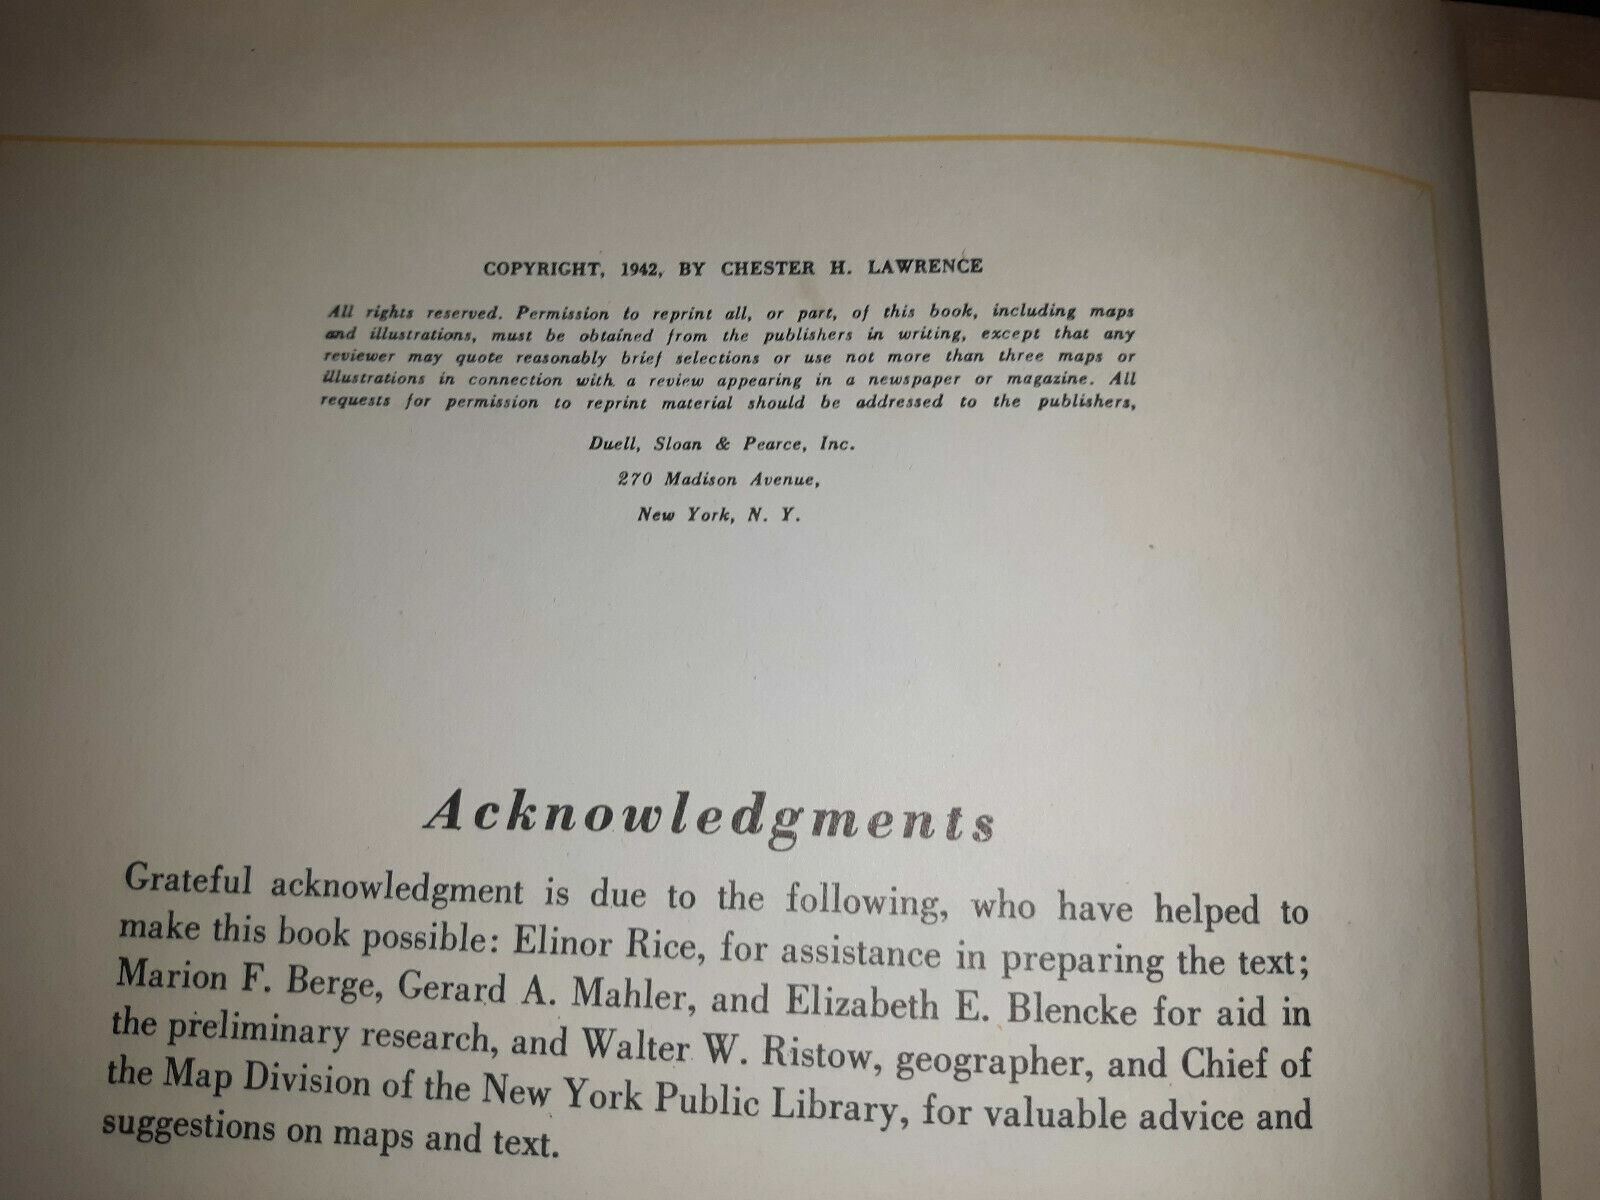 COPYRIGHT, 1942, BY CHESTER H. LAWRENCE
All rights reserved. Permission to reprint all, or part, of this book, including maps
and illustrations, must be obtained from the publishers in writing, except that any
reviewer may quote reasonably brief selections or use not more than three maps or
illustrations in connection with a review appearing in a newspaper or magazine. All
requests for permission to reprint material should be addressed to the publishers,
Duell, Sloan & Pearce, Inc.
270 Madison Avenue,
New York, N. Y.
Acknowledgments
Grateful acknowledgment is due to the following, who have helped to
make this book possible: Elinor Rice, for assistance in preparing the text;
Marion F. Berge, Gerard A. Mahler, and Elizabeth E. Blencke for aid in
the preliminary research, and Walter W. Ristow, geographer, and Chief of
the Map Division of the New York Public Library, for valuable advice and
suggestions on maps and text.